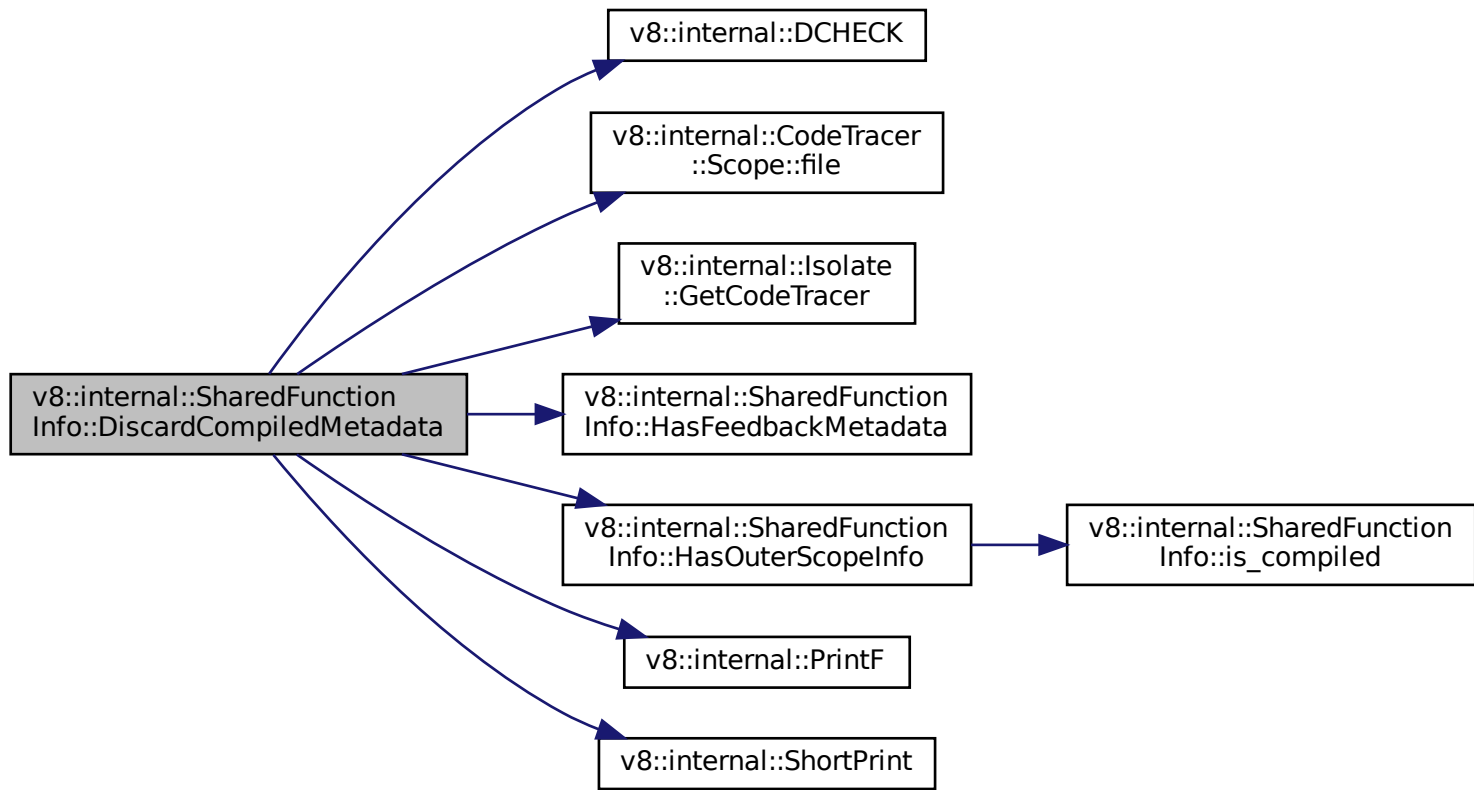 v8::internal::DCHECK
v8::internal::CodeTracer
::Scope::file
v8::internal::Isolate
::GetCodeTracer
v8::internal::SharedFunction
Info::DiscardCompiledMetadata
v8::internal::SharedFunction
Info::HasFeedbackMetadata
v8::internal::SharedFunction
Info::HasOuterScopeInfo
v8::internal::SharedFunction
Info::is_compiled
v8::internal::PrintF
v8::internal::ShortPrint